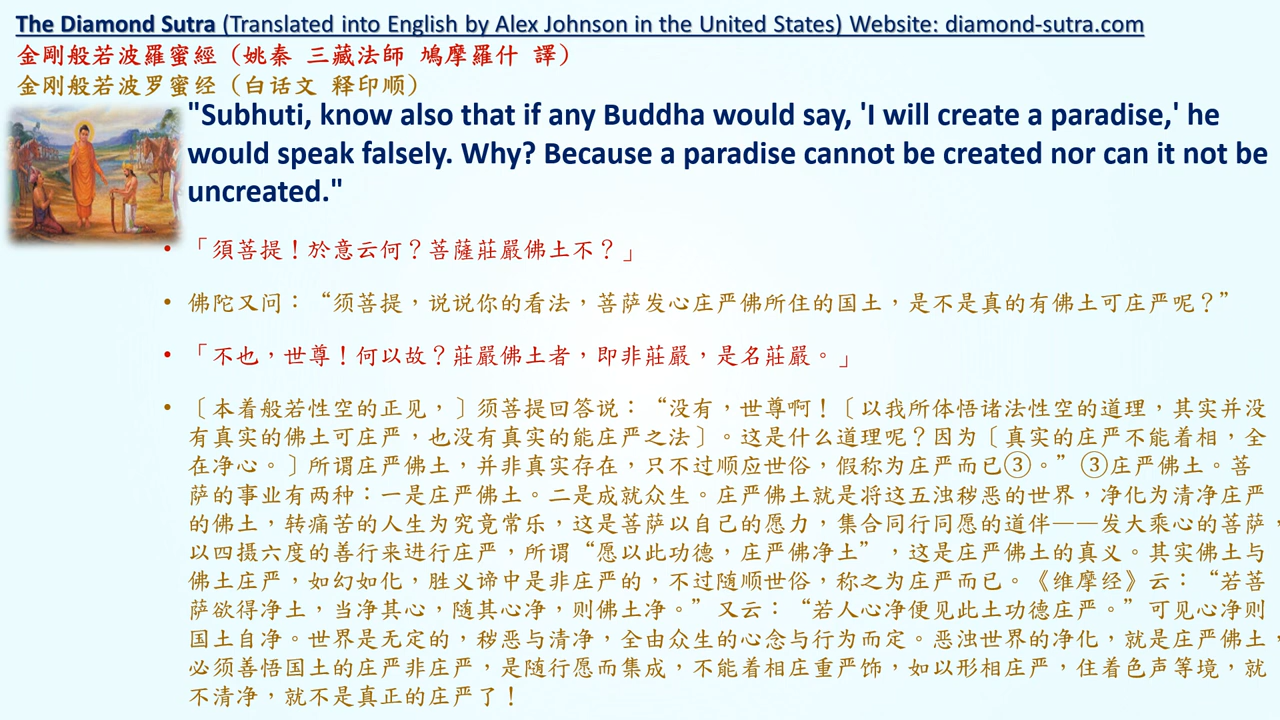 The Diamond Sutra (Translated into English by Alex Johnson in the United States) Website: diamond-sutra.com
金剛般若波羅蜜經 (姚秦 三藏法師 鳩摩羅什 譯)
金刚般若波罗蜜经 (白话文 释印顺)
"Subhuti, know also that if any Buddha would say, 'I will create a paradise,' he
would speak falsely. Why? Because a paradise cannot be created nor can it not be
uncreated."
• 「須菩提！於意云何？菩薩莊嚴佛土不？」
• 佛陀又问：“须菩提，说说你的看法，菩萨发心庄严佛所住的国土，是不是真的有佛土可庄严呢？”
• 「不也，世尊！何以故？莊嚴佛土者，即非莊嚴，是名莊嚴。」
• 〔本着般若性空的正见，〕须菩提回答说：“没有，世尊啊！〔以我所体悟诸法性空的道理，其实并没
有真实的佛土可庄严，也没有真实的能庄严之法〕。这是什么道理呢？因为〔真实的庄严不能着相，全
在净心。〕所谓庄严佛土，并非真实存在，只不过顺应世俗，假称为庄严而已③。”③庄严佛土。菩
萨的事业有两种：一是庄严佛土。二是成就众生。庄严佛土就是将这五浊秽恶的世界，净化为清净庄严
的佛土，转痛苦的人生为究竟常乐，这是菩萨以自己的愿力，集合同行同愿的道伴——发大乘心的菩萨，
以四摄六度的善行来进行庄严，所谓“愿以此功德，庄严佛净土”，这是庄严佛土的真义。其实佛土与
佛土庄严，如幻如化，胜义谛中是非庄严的，不过随顺世俗，称之为庄严而已。《维摩经》云：“若菩
萨欲得净土，当净其心，随其心净，则佛土净。”又云：“若人心净便见此土功德庄严。”可见心净则
国土自净。世界是无定的，秽恶与清净，全由众生的心念与行为而定。恶浊世界的净化，就是庄严佛土，
必须善悟国土的庄严非庄严，是随行愿而集成，不能着相庄重严饰，如以形相庄严，住着色声等境，就
不清净，就不是真正的庄严了！